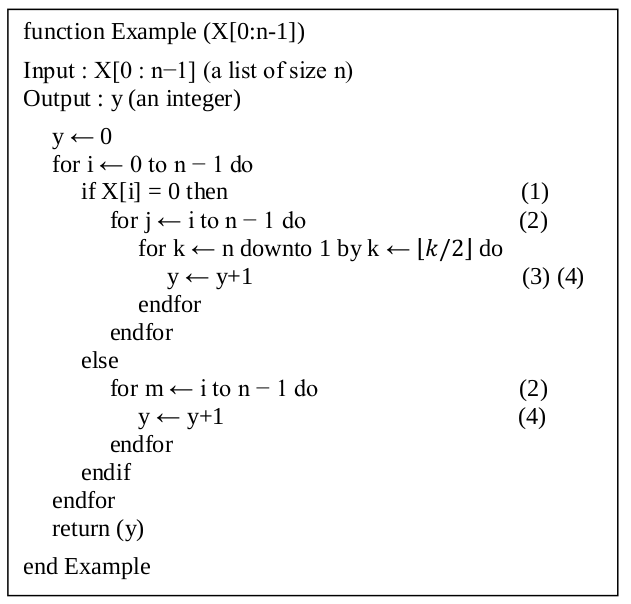 function Example (X[0:n-1])
Input : X[0 : n−1] (a list of size n)
Output : y (an integer)
y ← 0
for i ← 0 to n − 1 do
if X[i] = 0 then (1)
for j ← i to n − 1 do (2)
for k ← n downto 1 by k ← ⌊k/2⌋ do
y ← y+1 (3) (4)
endfor
endfor
else
for m ← i to n − 1 do (2)
y ← y+1 (4)
endfor
endif
endfor
return (y)
end Example